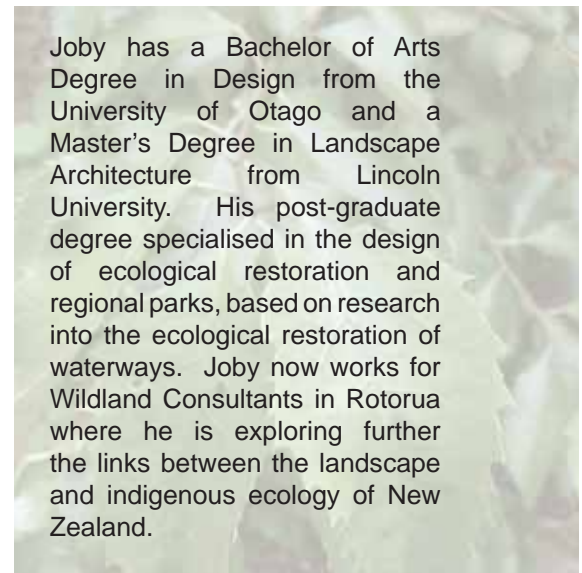 Joby has a Bachelor of Arts
Degree in Design from the
University of Otago and a
Master's Degree in Landscape
Architecture from Lincoln
University.  His post-graduate
degree specialised in the design
of ecological restoration and
regional parks, based on research
into the ecological restoration of
waterways.  Joby now works for
Wildland Consultants in Rotorua
where he is exploring further
the links between the landscape
and indigenous ecology of New
Zealand.